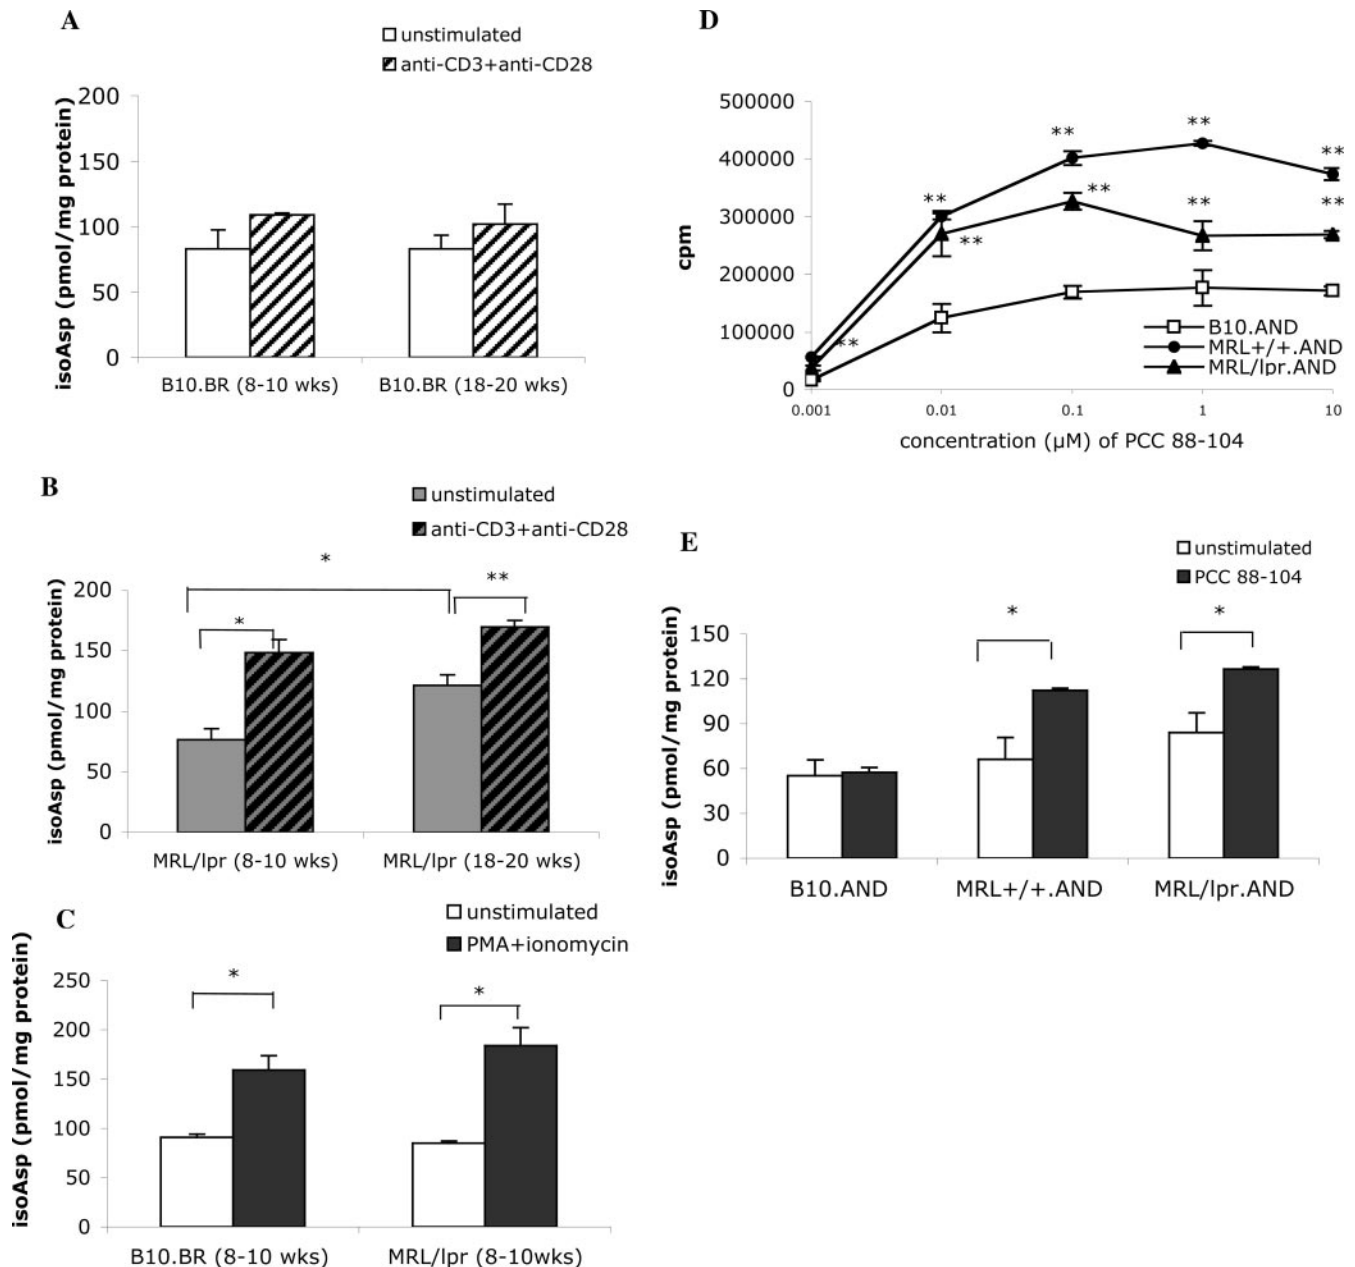 A
unstimulated
anti-CD3+anti-CD28
isoAsp (pmol/mg protein)
200
150
100
50
0
B10.BR (8-10 wks)
B10.BR (18-20 wks)
B
unstimulated
anti-CD3+anti-CD28
isoAsp (pmol/mg protein)
200
150
100
50
0
*
*
**
MRL/lpr (8-10 wks)
MRL/lpr (18-20 wks)
C
unstimulated
PMA+ionomycin
isoAsp (pmol/mg protein)
250
200
150
100
50
0
*
*
B10.BR (8-10 wks)
MRL/lpr (8-10wks)
D
cpm
500000
400000
300000
200000
100000
0
**
**
**
**
**
**
**
**
**
B10.AND
MRL+/+.AND
MRL/lpr.AND
0.001
0.01
0.1
1
10
concentration (µM) of PCC 88-104
E
unstimulated
PCC 88-104
isoAsp (pmol/mg protein)
150
120
90
60
30
0
*
*
B10.AND
MRL+/+.AND
MRL/lpr.AND